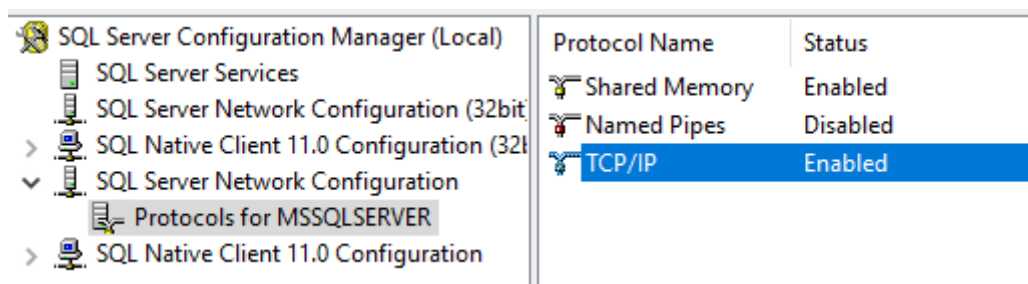 SQL Server Configuration Manager (Local)
SQL Server Services
SQL Server Network Configuration (32bit
SQL Native Client 11.0 Configuration (32
SQL Server Network Configuration
Protocols for MSSQLSERVER
SQL Native Client 11.0 Configuration
Protocol Name Status
Shared Memory Enabled
Named Pipes Disabled
TCP/IP Enabled